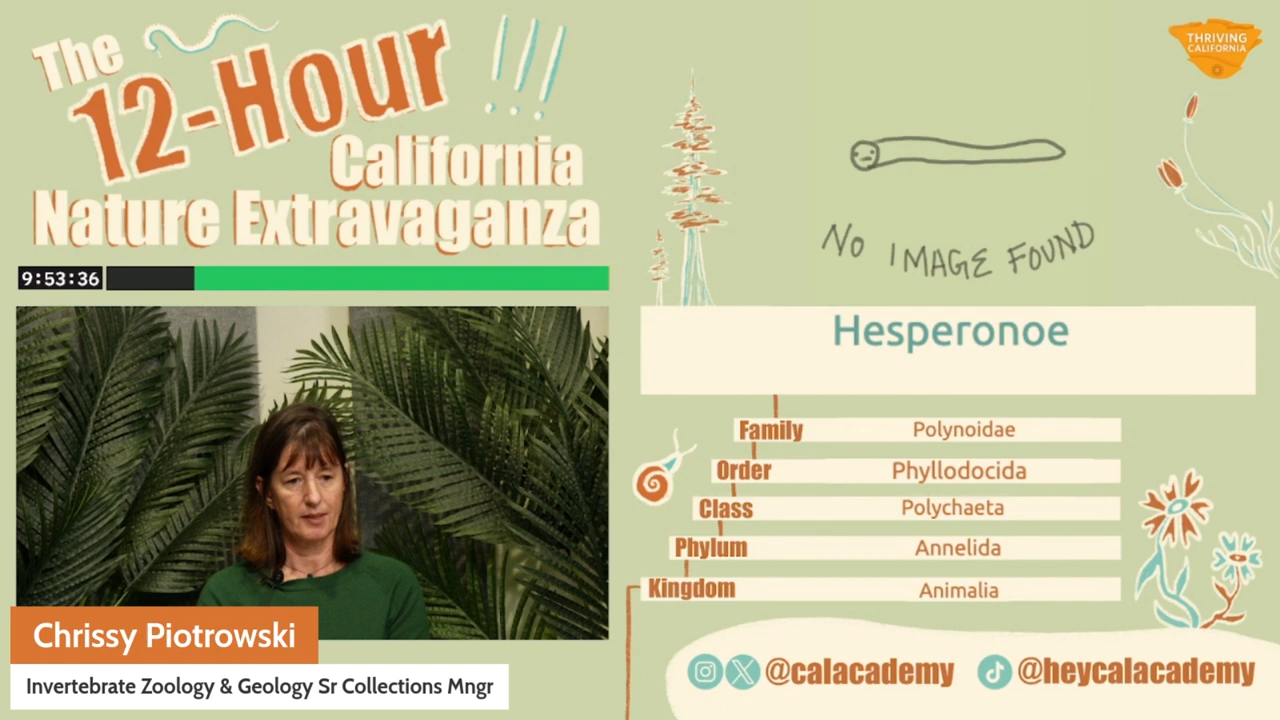 The
12-Hour!!!
California
Nature Extravaganza
9:53:36
Chrissy Piotrowski
Invertebrate Zoology & Geology Sr Collections Mngr
THRIVING
CALIFORNIA
NO IMAGE FOUND
Hesperonoe
Family Polynoidae
Order Phyllodocida
Class Polychaeta
Phylum Annelida
Kingdom Animalia
@calacademy @heycalacademy